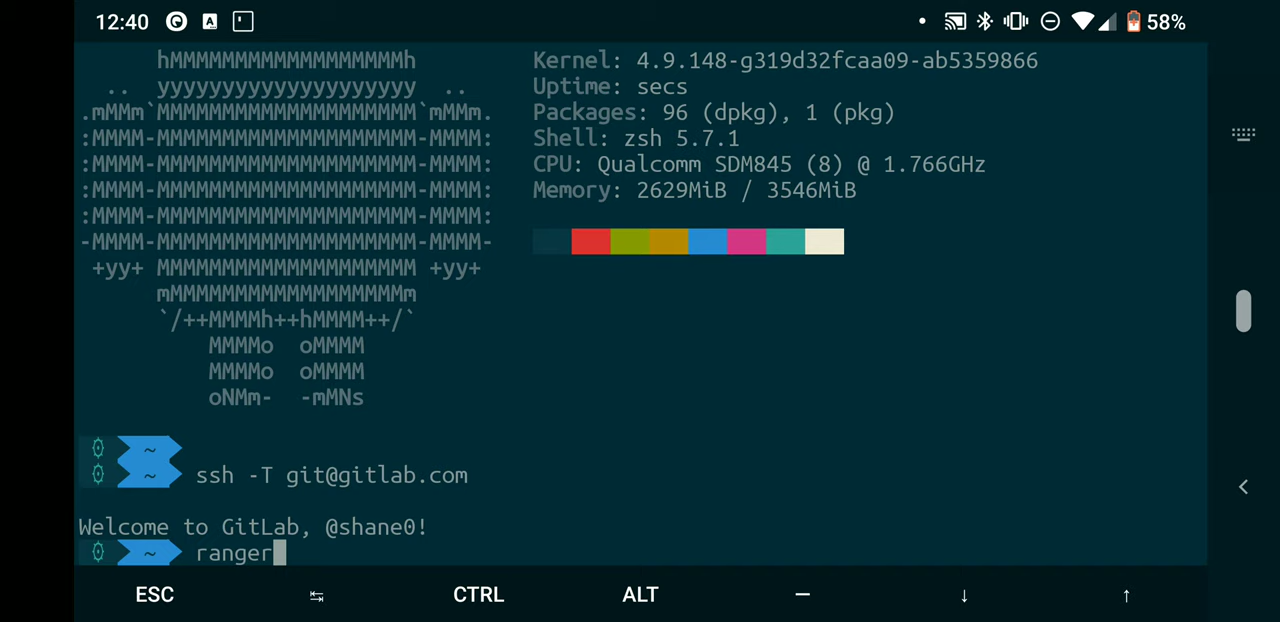 12:40 58%
hMMMMMMMMMMMMMMMMMMh Kernel: 4.9.148-g319d32fcaa09-ab5359866
.. yyyyyyyyyyyyyyyyyyyy .. Uptime: secs
.mMMm`MMMMMMMMMMMMMMMMMMMM`mMMm. Packages: 96 (dpkg), 1 (pkg)
:MMMM-MMMMMMMMMMMMMMMMMMMM-MMMM: Shell: zsh 5.7.1
:MMMM-MMMMMMMMMMMMMMMMMMMM-MMMM: CPU: Qualcomm SDM845 (8) @ 1.766GHz
:MMMM-MMMMMMMMMMMMMMMMMMMM-MMMM: Memory: 2629MiB / 3546MiB
:MMMM-MMMMMMMMMMMMMMMMMMMM-MMMM:
-MMMM-MMMMMMMMMMMMMMMMMMMM-MMMM-
+yy+ MMMMMMMMMMMMMMMMMMMM +yy+
mMMMMMMMMMMMMMMMMMMm
`/++MMMMh++hMMMM++/`
MMMMo oMMMM
MMMMo oMMMM
oNMm- -mMNs
~
~ ssh -T git@gitlab.com
Welcome to GitLab, @shane0!
~ ranger
ESC ↹ CTRL ALT — ↓ ↑